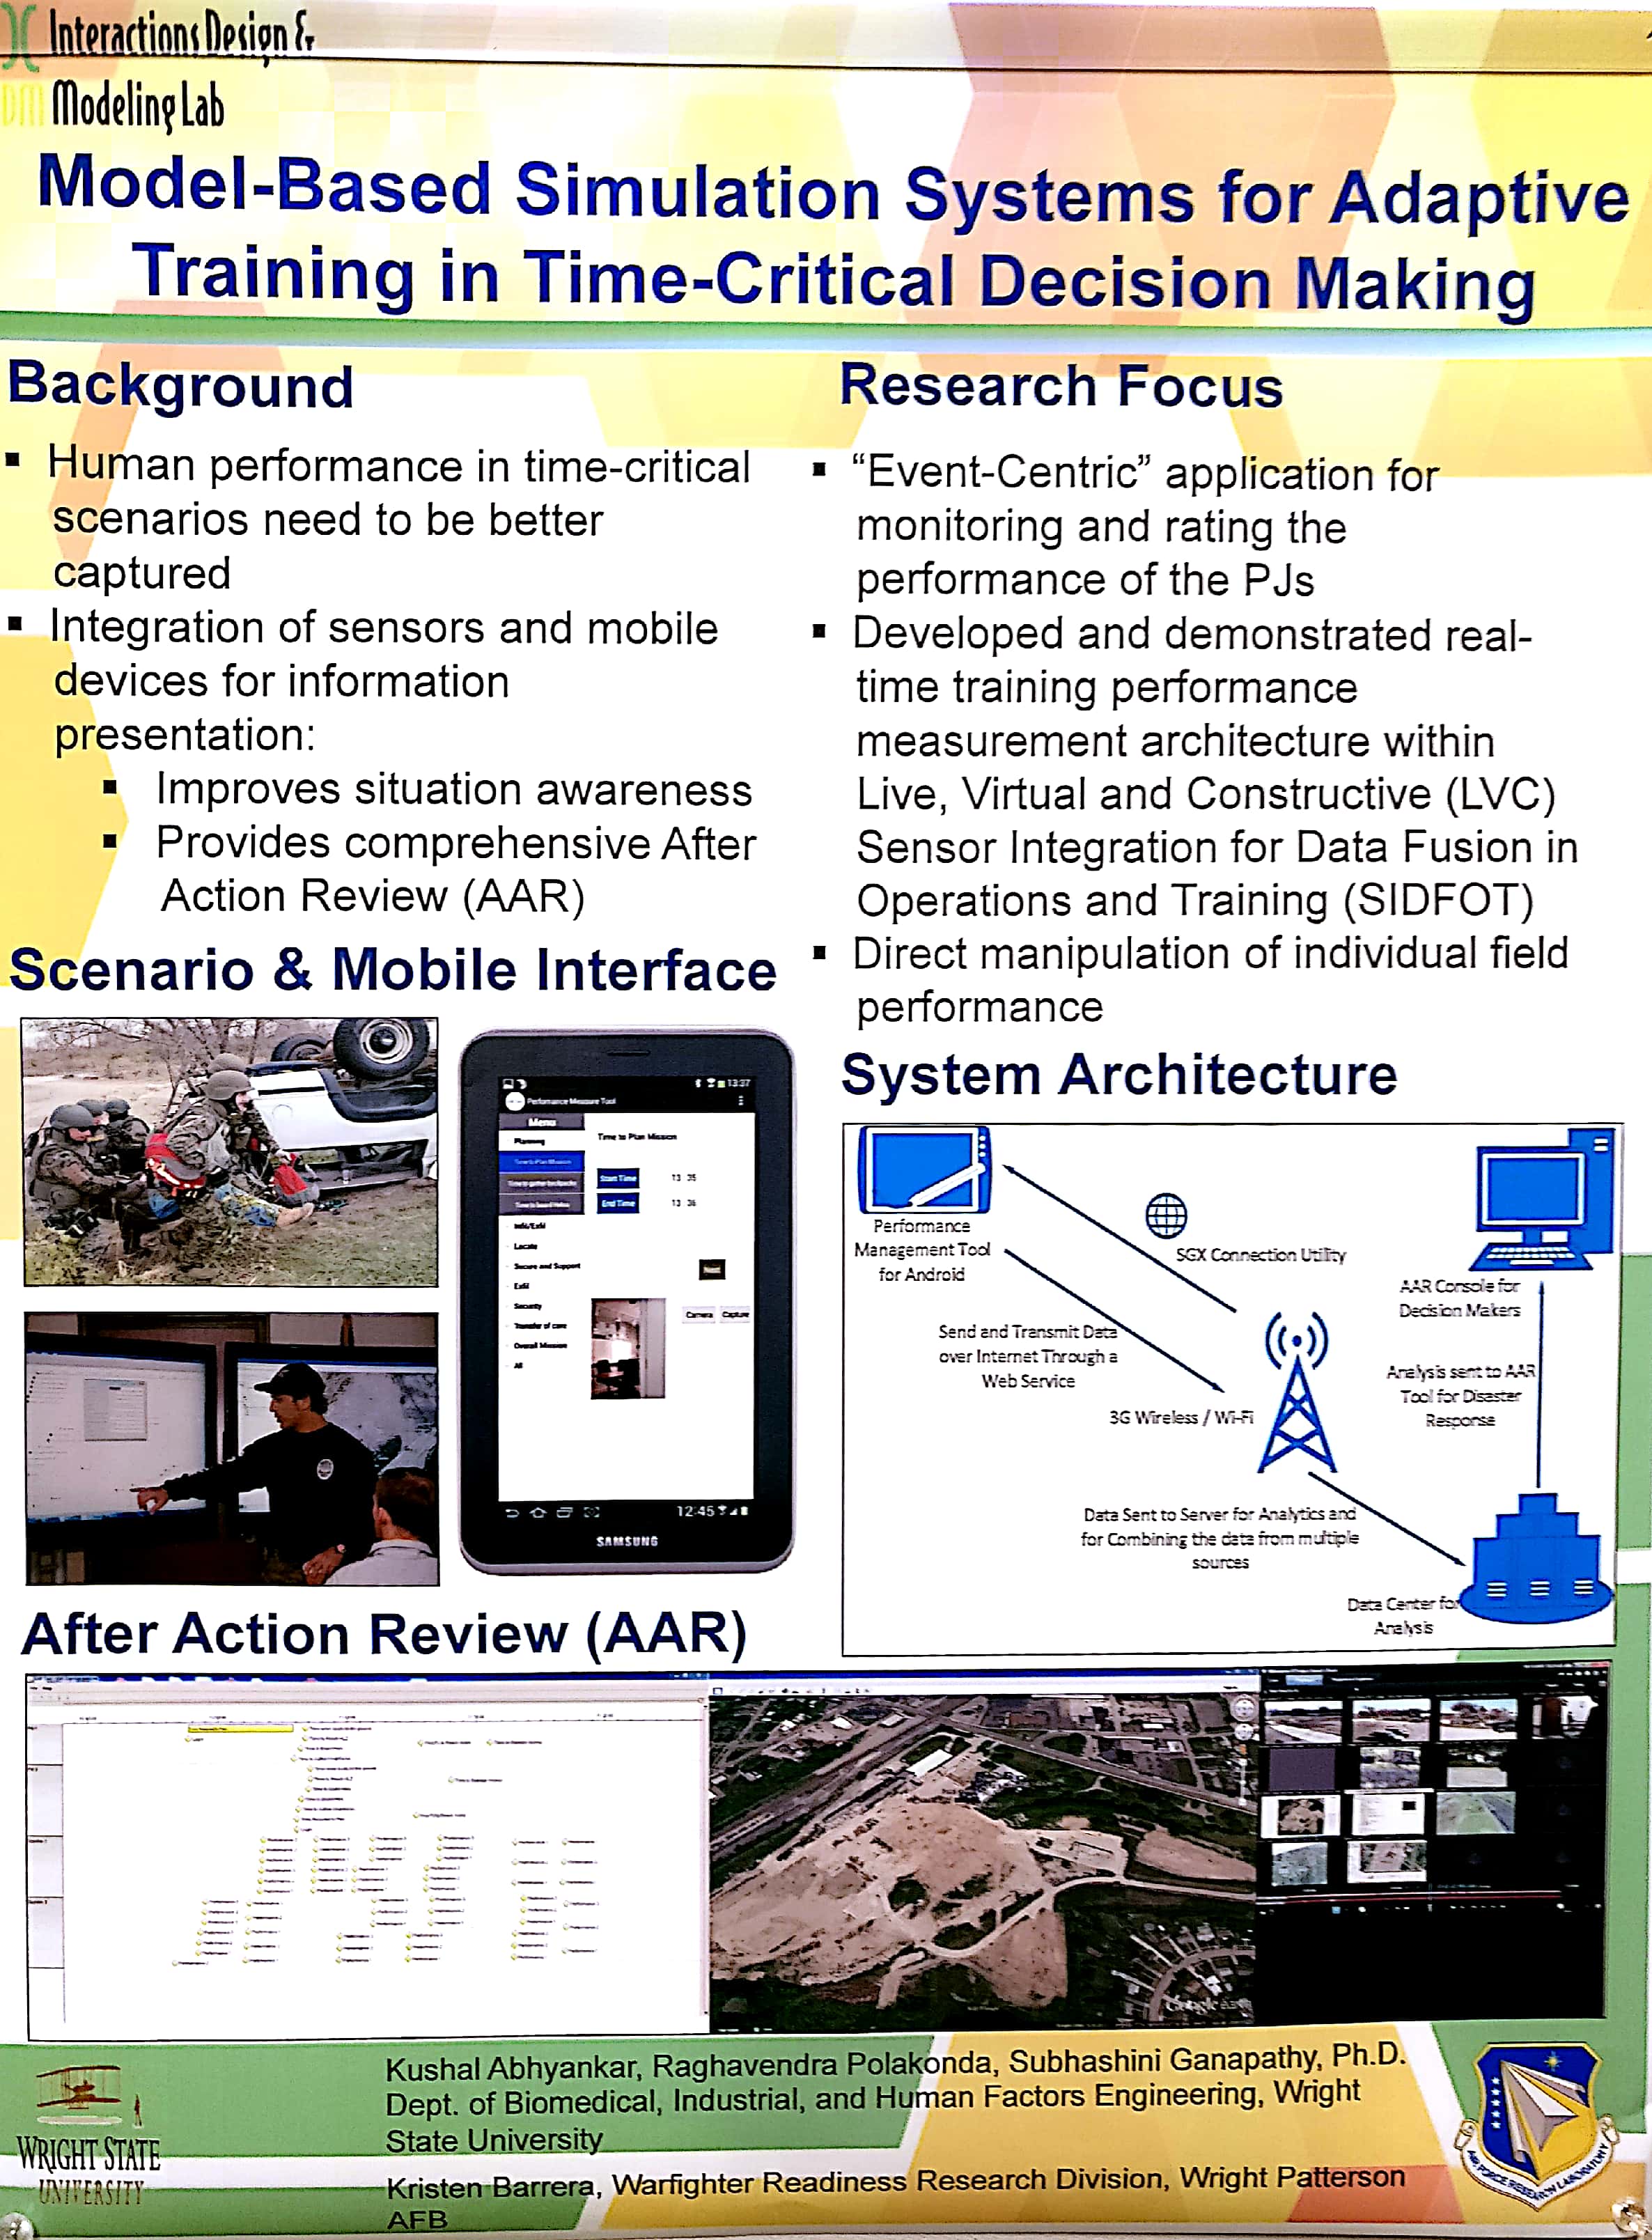 Interactions Design &
Modeling Lab
Model-Based Simulation Systems for Adaptive
Training in Time-Critical Decision Making
Background
▪ Human performance in time-critical
scenarios need to be better
captured
▪ Integration of sensors and mobile
devices for information
presentation:
▪ Improves situation awareness
▪ Provides comprehensive After
Action Review (AAR)
Scenario & Mobile Interface
13:37
Performance Measure Tool
Menu
Planning
Time to Plan Mission
Time to Plan Mission
Start Time 13 35
End Time 13 36
Infil/Exfil
Locate
Secure and Support
Exfil
Security
Transfer of care
Overall Mission
All
Next
Camera Capture
12:45
SAMSUNG
Research Focus
▪ “Event-Centric” application for
monitoring and rating the
performance of the PJs
▪ Developed and demonstrated real-
time training performance
measurement architecture within
Live, Virtual and Constructive (LVC)
Sensor Integration for Data Fusion in
Operations and Training (SIDFOT)
▪ Direct manipulation of individual field
performance
System Architecture
Performance
Management Tool
for Android
SGX Connection Utility
AAR Console for
Decision Makers
Send and Transmit Data
over Internet Through a
Web Service
3G Wireless / Wi-Fi
Analysis sent to AAR
Tool for Disaster
Response
Data Sent to Server for Analytics and
for Combining the data from multiple
sources
Data Center for
Analysis
After Action Review (AAR)
Google
Kushal Abhyankar, Raghavendra Polakonda, Subhashini Ganapathy, Ph.D.
Dept. of Biomedical, Industrial, and Human Factors Engineering, Wright
State University
Kristen Barrera, Warfighter Readiness Research Division, Wright Patterson
AFB
WRIGHT STATE
UNIVERSITY
AIR FORCE RESEARCH LABORATORY